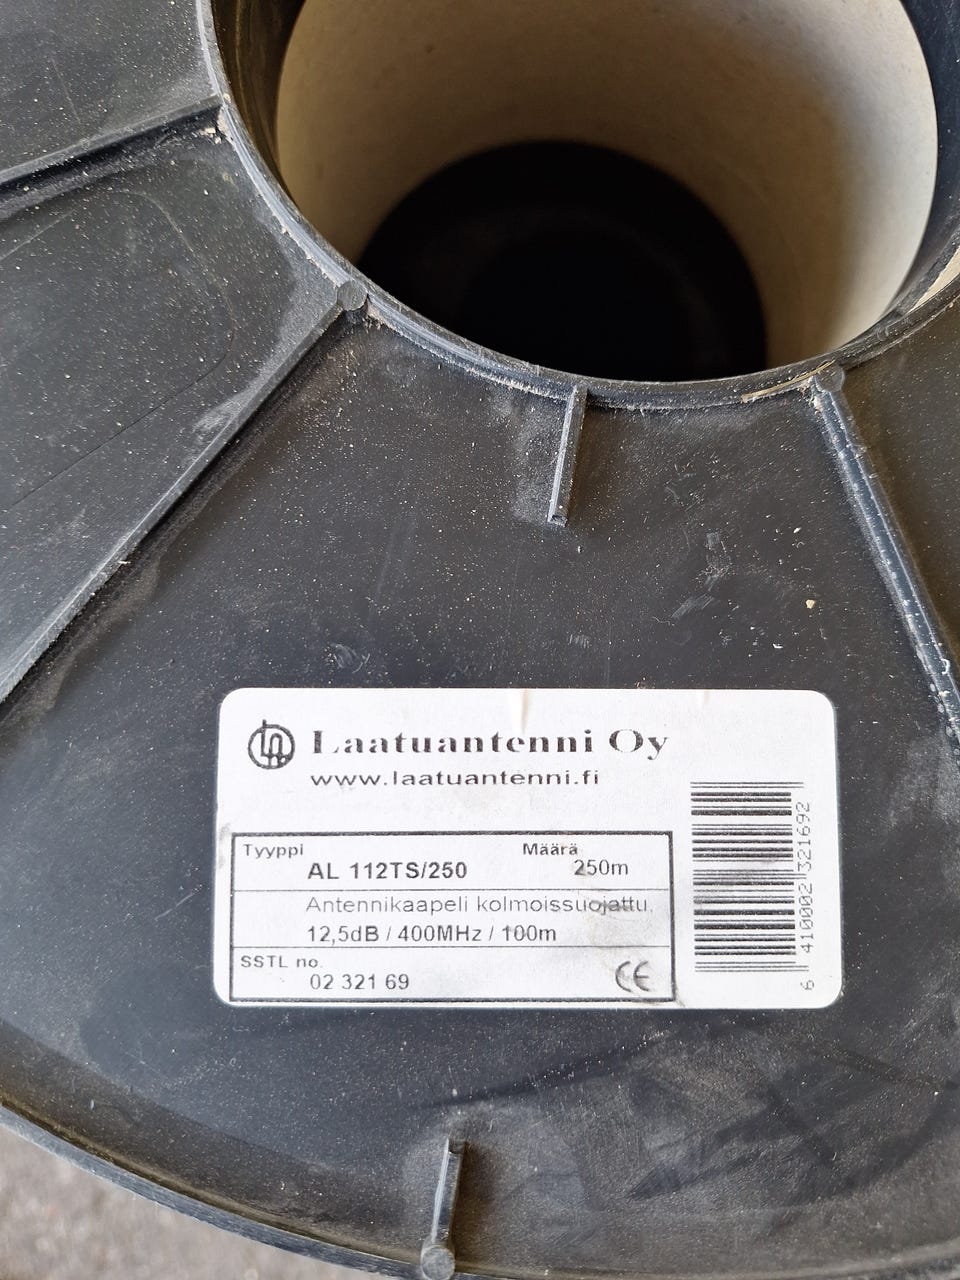 LA Laatuantenni Oy
www.laatuantenni.fi
Tyyppi Määrä
AL 112TS/250 250m
Antennikaapeli kolmoissuojattu.
12,5dB / 400MHz / 100m
SSTL no.
02 321 69 CE
6 410002 321692